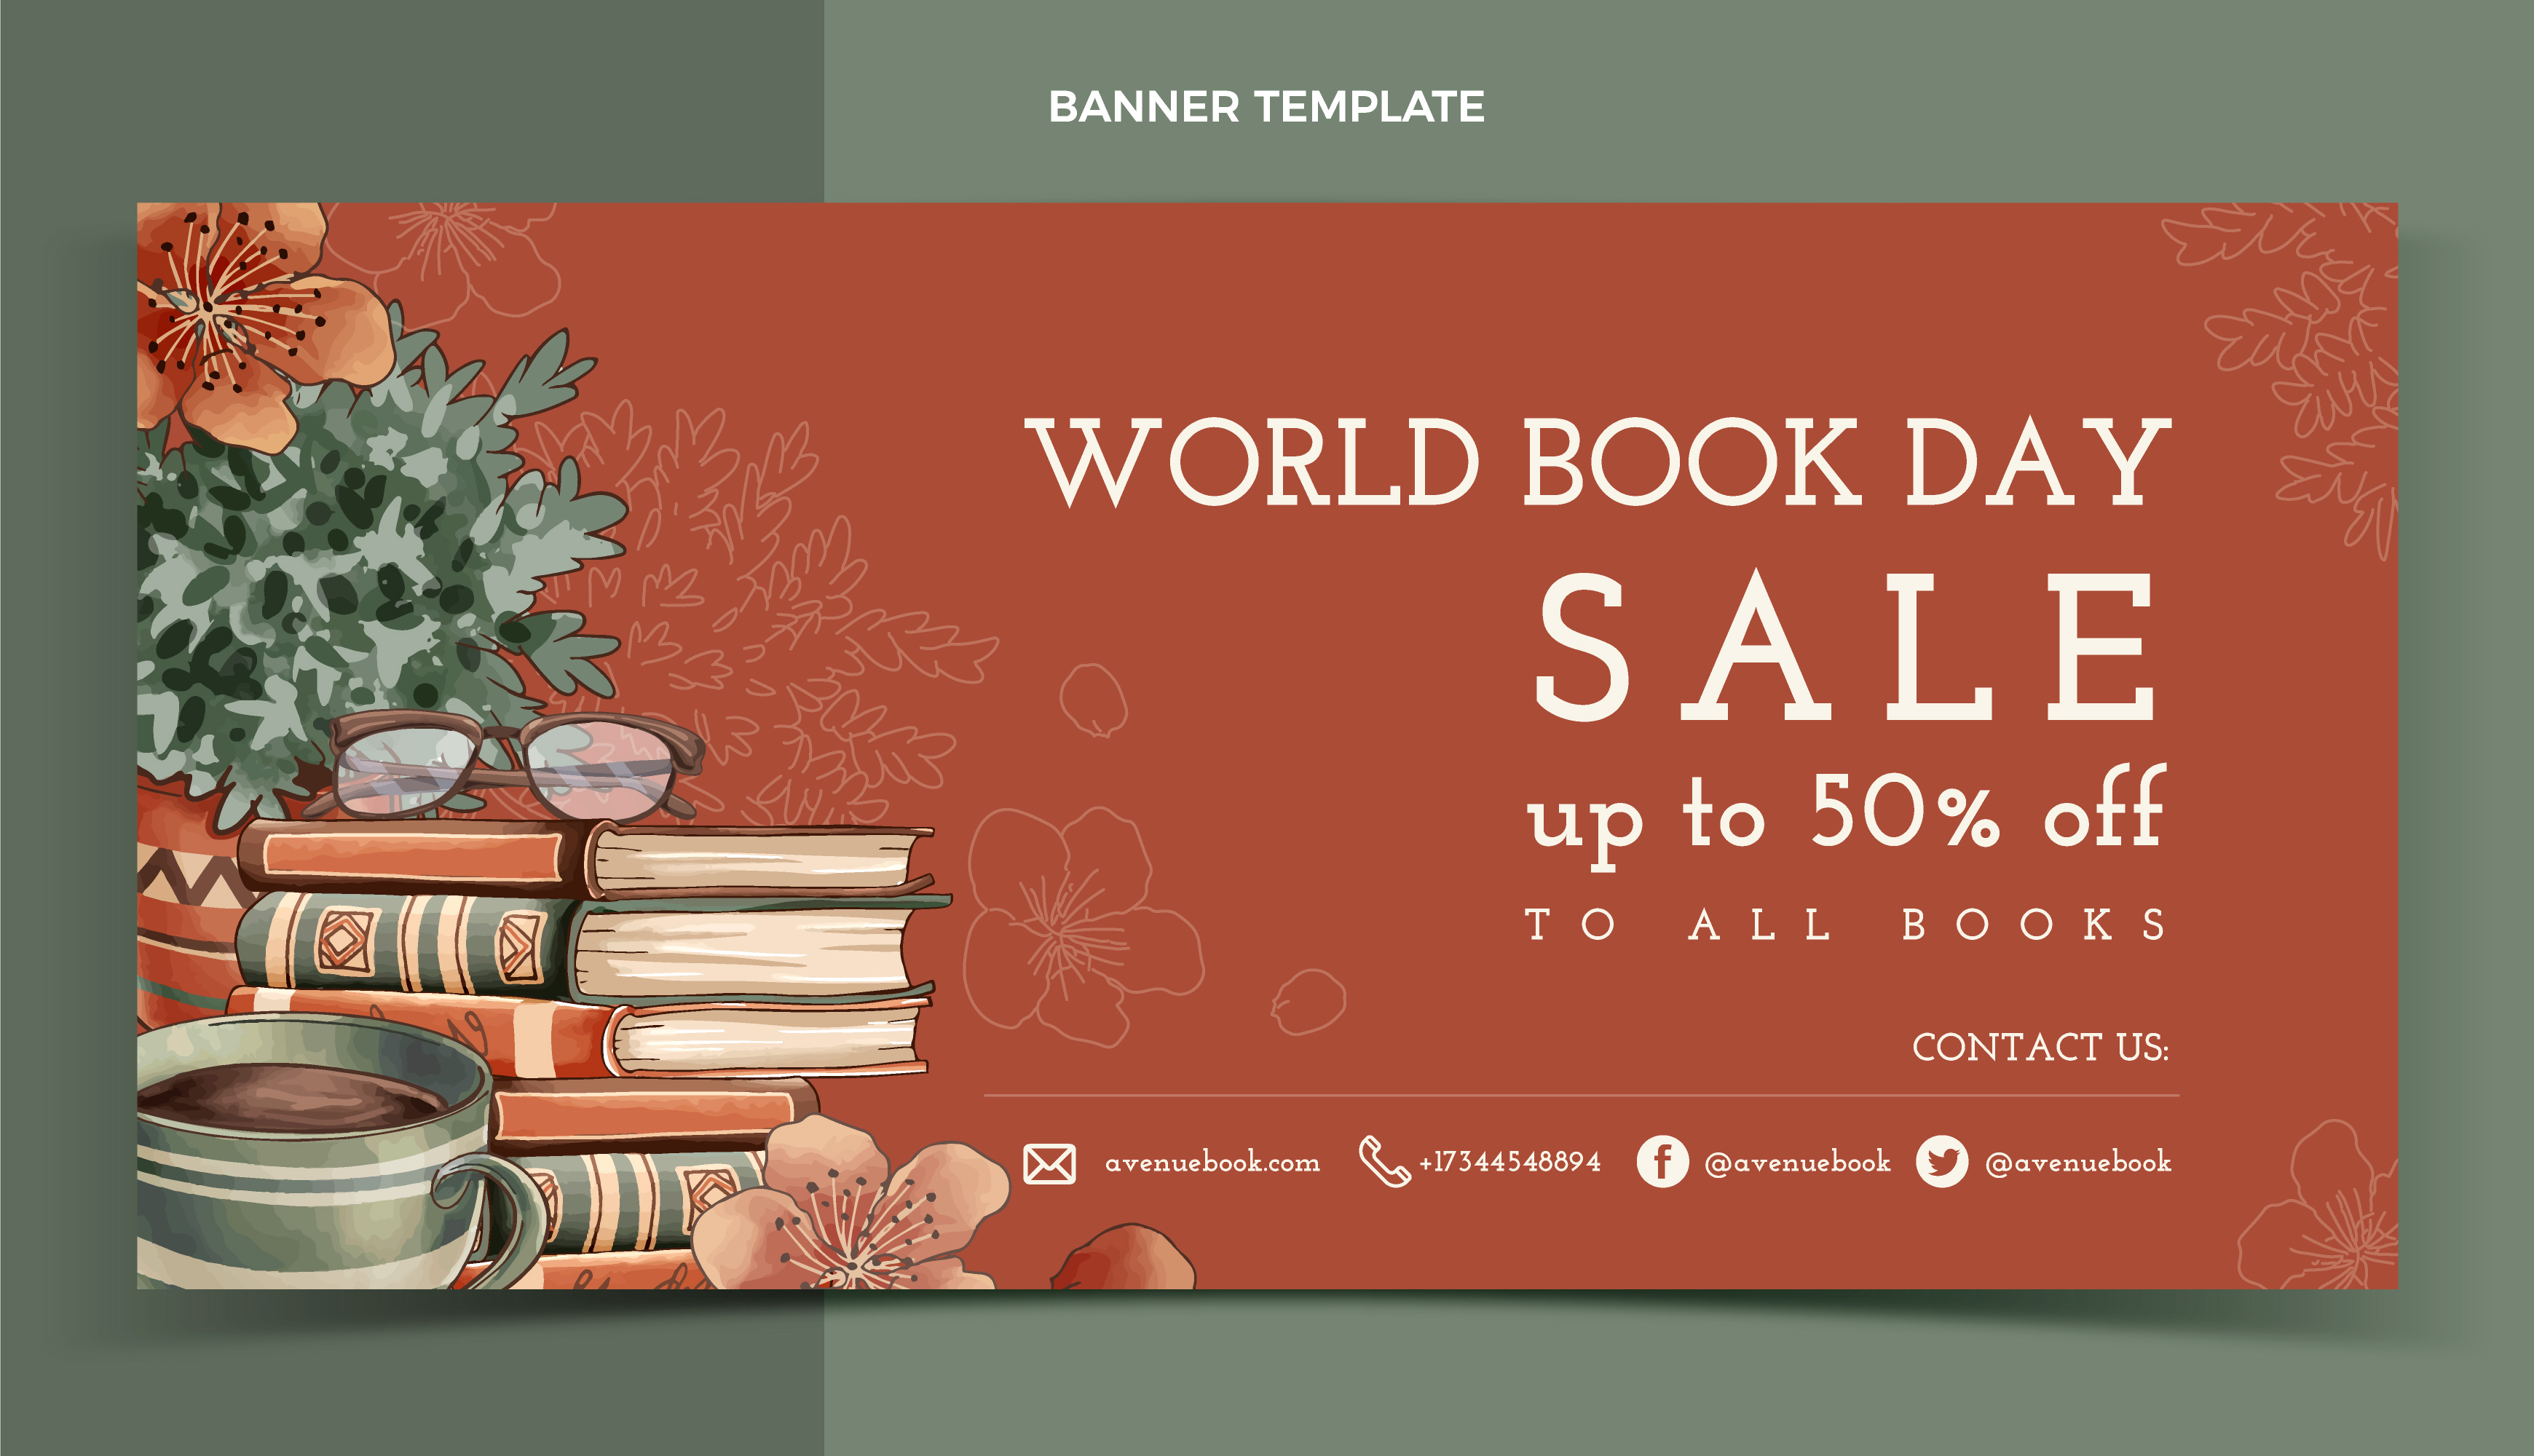 BANNER TEMPLATE
WORLD BOOK DAY
SALE
up to 50% off
TO ALL BOOKS
CONTACT US:
avenuebook.com +17344548894 @avenuebook @avenuebook